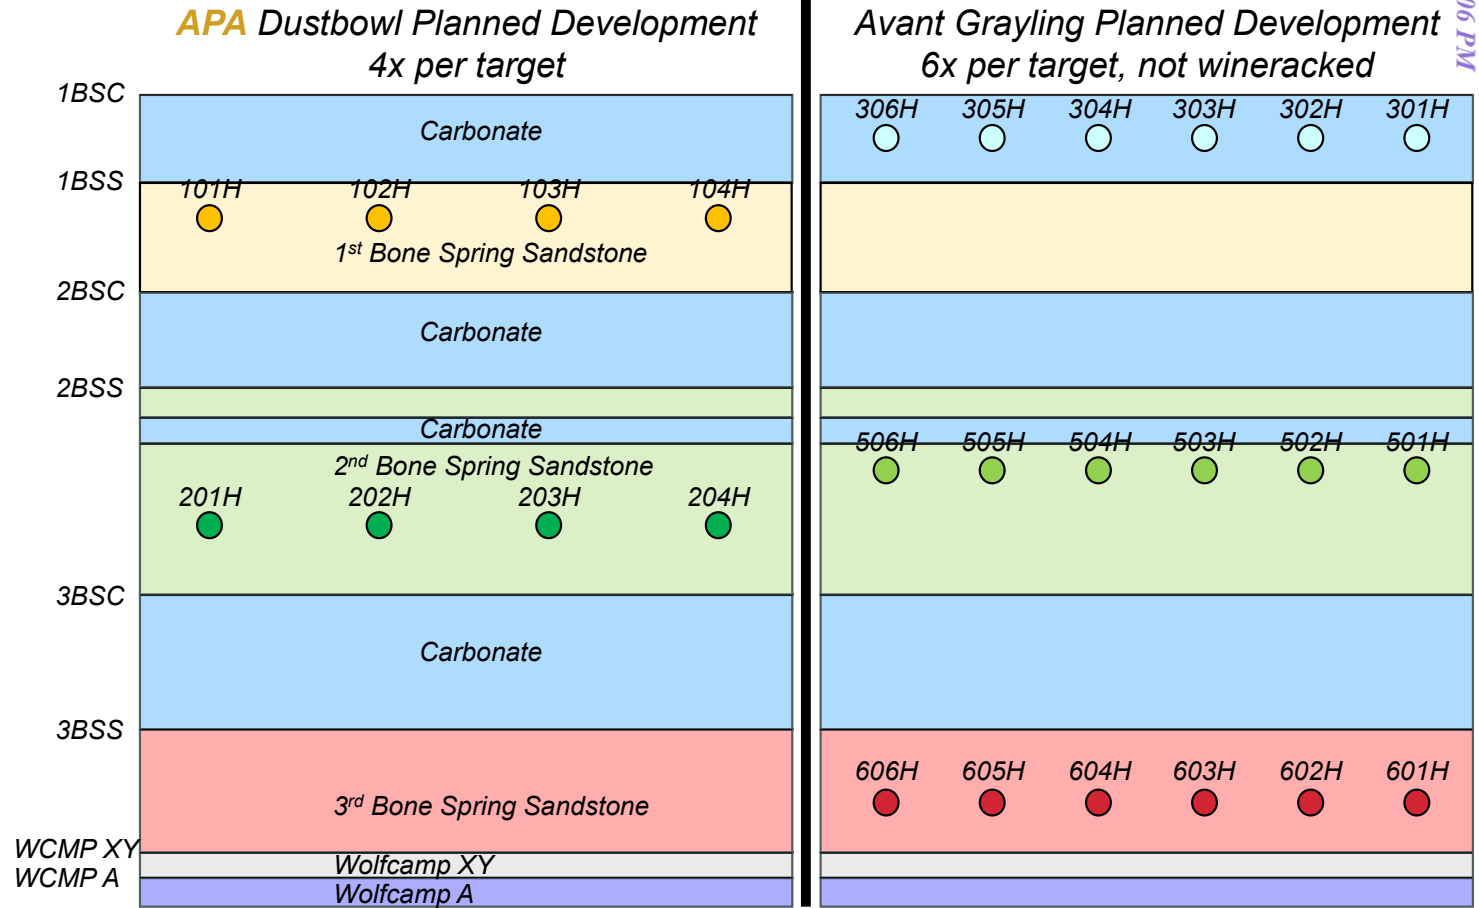 APA Dustbowl Planned Development
4x per target
Avant Grayling Planned Development
6x per target, not wineracked
06 PM
1BSC
Carbonate
306H 305H 304H 303H 302H 301H
1BSS
101H 102H 103H 104H
1st Bone Spring Sandstone
2BSC
Carbonate
2BSS
Carbonate
2nd Bone Spring Sandstone
506H 505H 504H 503H 502H 501H
201H 202H 203H 204H
3BSC
Carbonate
3BSS
606H 605H 604H 603H 602H 601H
3rd Bone Spring Sandstone
WCMP XY
Wolfcamp XY
WCMP A
Wolfcamp A